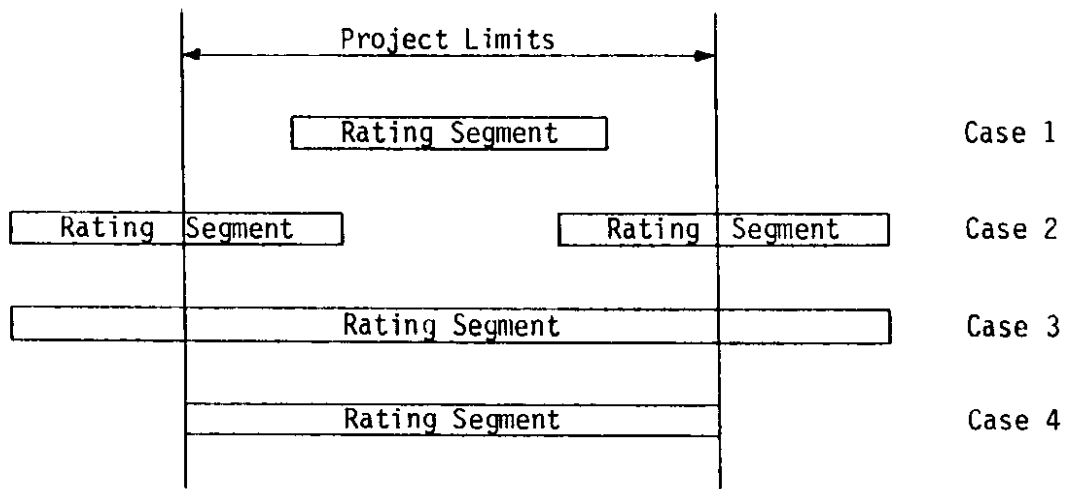 Project Limits
Rating Segment Case 1
Rating Segment Rating Segment Case 2
Rating Segment Case 3
Rating Segment Case 4